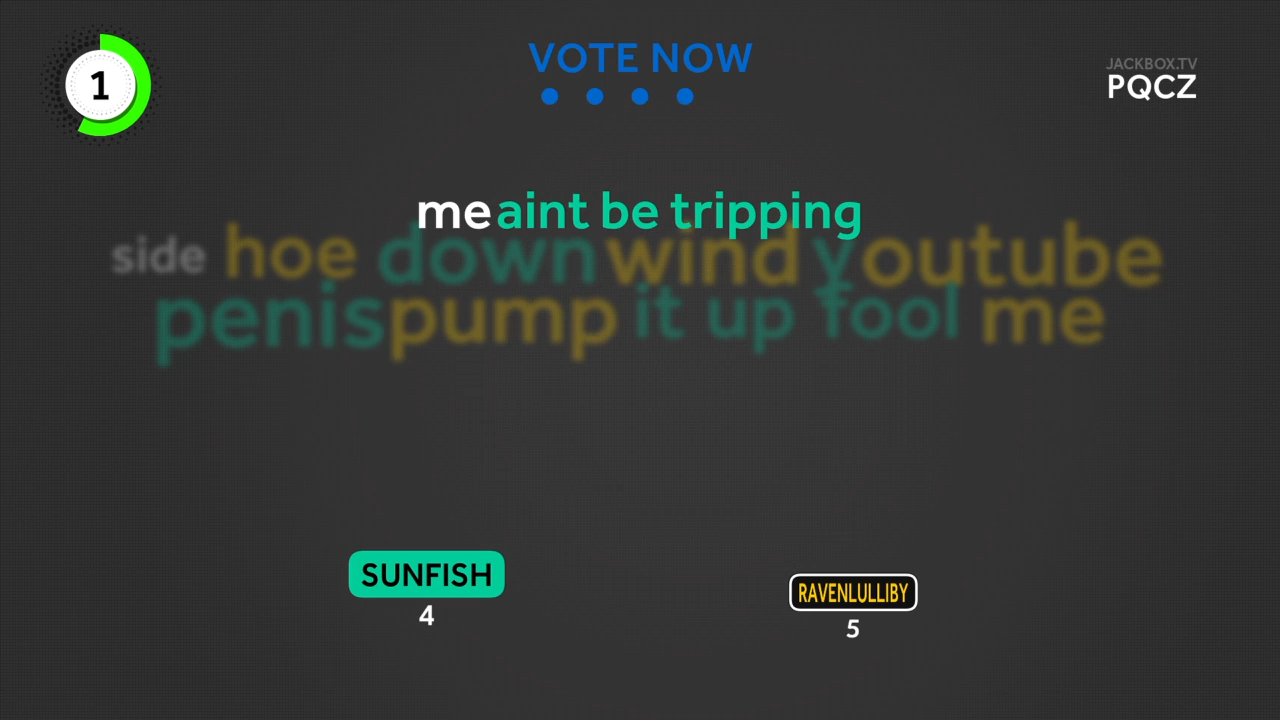 1
VOTE NOW
JACKBOX.TV
PQCZ
me aint be tripping
side hoe down wind youtube
penis pump it up fool me
SUNFISH
4
RAVENLULLIBY
5